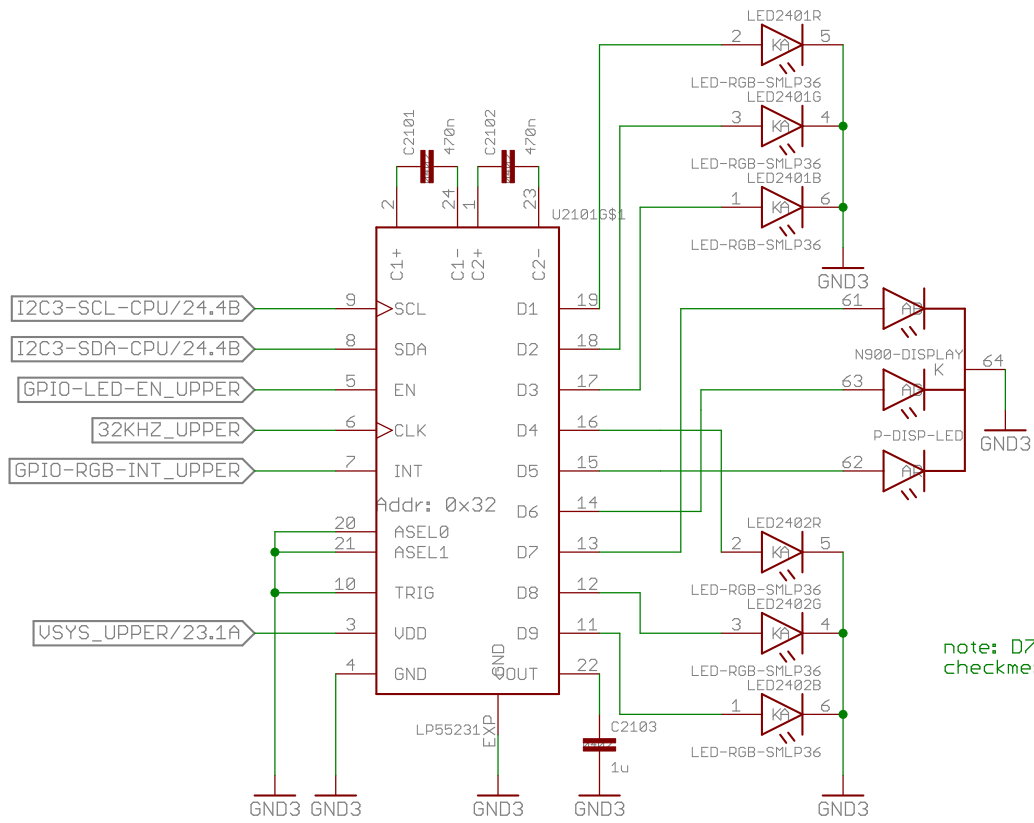 LED2401R
2 KA 5
LED-RGB-SMLP36
LED2401G
3 KA 4
LED-RGB-SMLP36
LED2401B
1 KA 6
LED-RGB-SMLP36
GND3
C2101
470n
C2102
470n
2
24
1
23
U2101G$1
C1+
C1-
C2+
C2-
I2C3-SCL-CPU/24.4B
9
SCL
D1
19
I2C3-SDA-CPU/24.4B
8
SDA
D2
18
GPIO-LED-EN_UPPER
5
EN
D3
17
32KHZ_UPPER
6
CLK
D4
16
GPIO-RGB-INT_UPPER
7
INT
D5
15
Addr: 0x32
D6
14
20
ASEL0
21
ASEL1
D7
13
10
TRIG
D8
12
VSYS_UPPER/23.1A
3
VDD
D9
11
4
GND
GND
VOUT
22
LP55231
EXP
C2103
1u
61
N900-DISPLAY
K
64
63
P-DISP-LED
62
GND3
LED2402R
2 KA 5
LED-RGB-SMLP36
LED2402G
3 KA 4
LED-RGB-SMLP36
LED2402B
1 KA 6
LED-RGB-SMLP36
note: D7
checkme
GND3
GND3
GND3
GND3
GND3